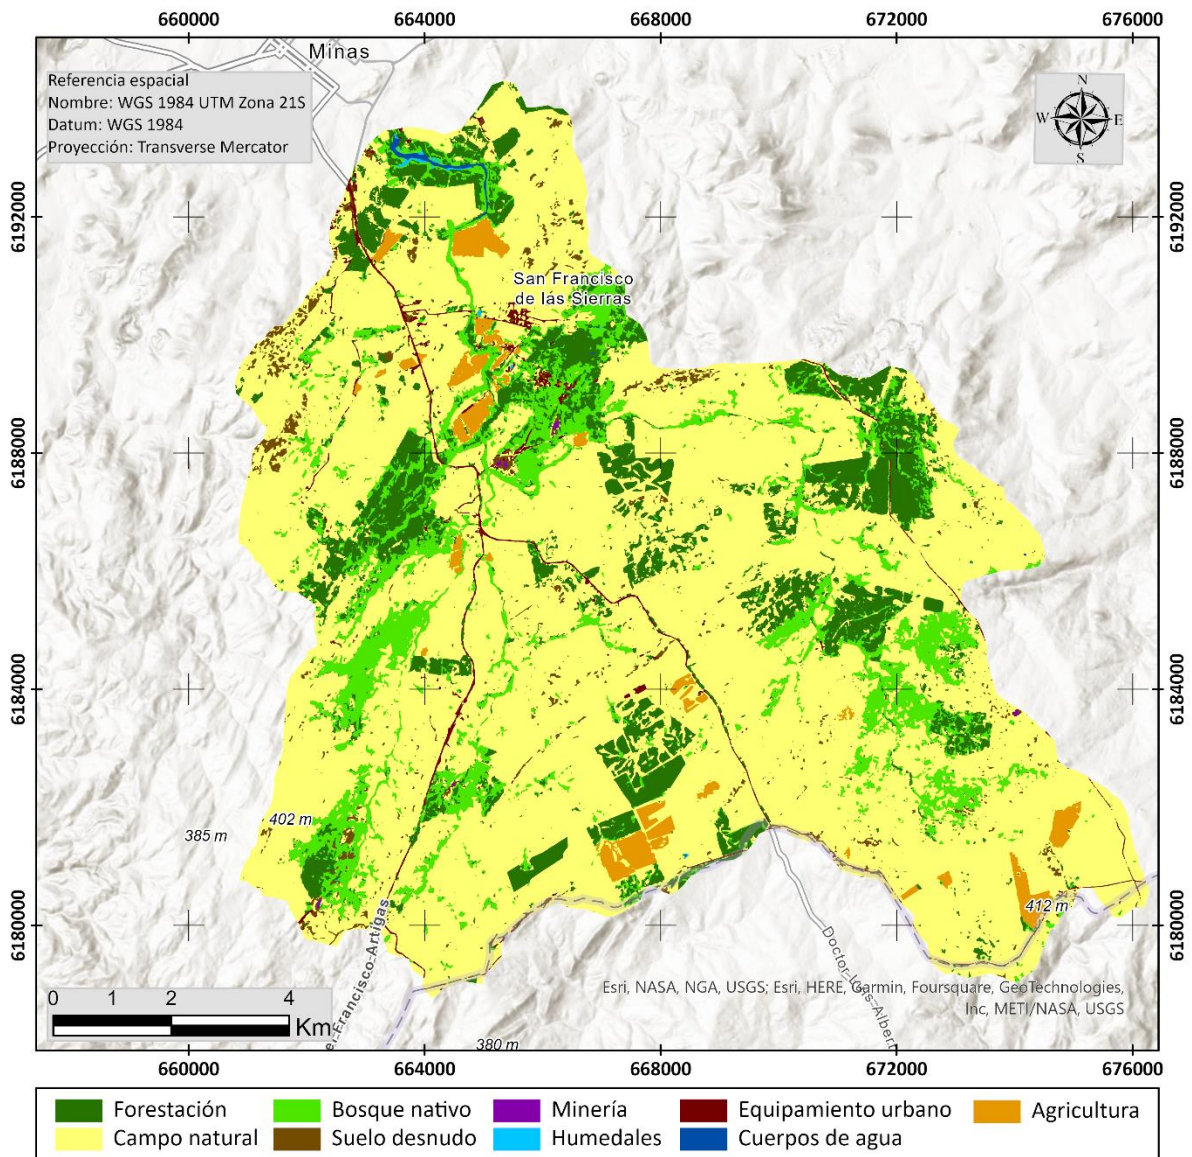 660000 664000 668000 672000 676000
Minas
Referencia espacial
Nombre: WGS 1984 UTM Zona 21S
Datum: WGS 1984
Proyección: Transverse Mercator
N
W E
S
6192000 6192000
San Francisco
de las Sierras
6188000 6188000
6184000 6184000
402 m
385 m
412 m
6180000 6180000
Francisco-Artigas
Doctor
Esri, NASA, NGA, USGS; Esri, HERE, Garmin, Foursquare, GeoTechnologies,
Inc, METI/NASA, USGS
0 1 2 4
Km
380 m
660000 664000 668000 672000 676000
Forestación Bosque nativo Minería Equipamiento urbano Agricultura
Campo natural Suelo desnudo Humedales Cuerpos de agua